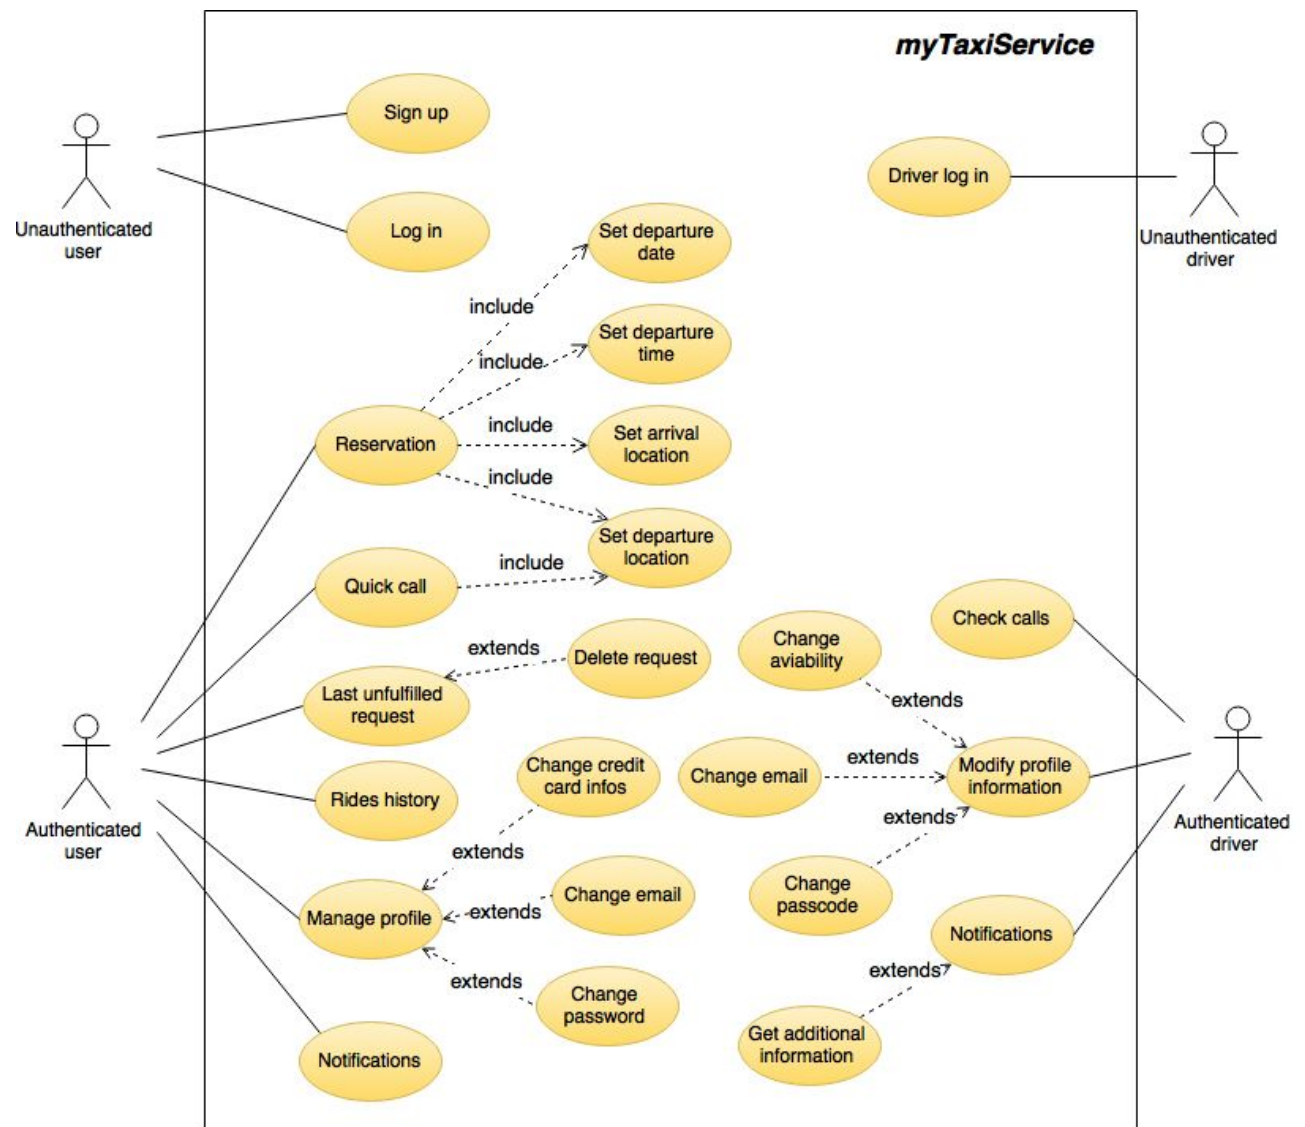 myTaxiService
Sign up
Driver log in
Unauthenticated
user
Log in
Set departure
date
Unauthenticated
driver
include
Set departure
time
include
Reservation
include
Set arrival
location
include
Set departure
location
Quick call
include
Check calls
Change
aviability
extends
Delete request
Last unfulfilled
request
extends
Change credit
card infos
Change email
extends
Modify profile
information
Rides history
extends
Authenticated
user
Authenticated
driver
extends
Change email
Change
passcode
Manage profile
extends
Notifications
extends
extends
Change
password
Get additional
information
Notifications